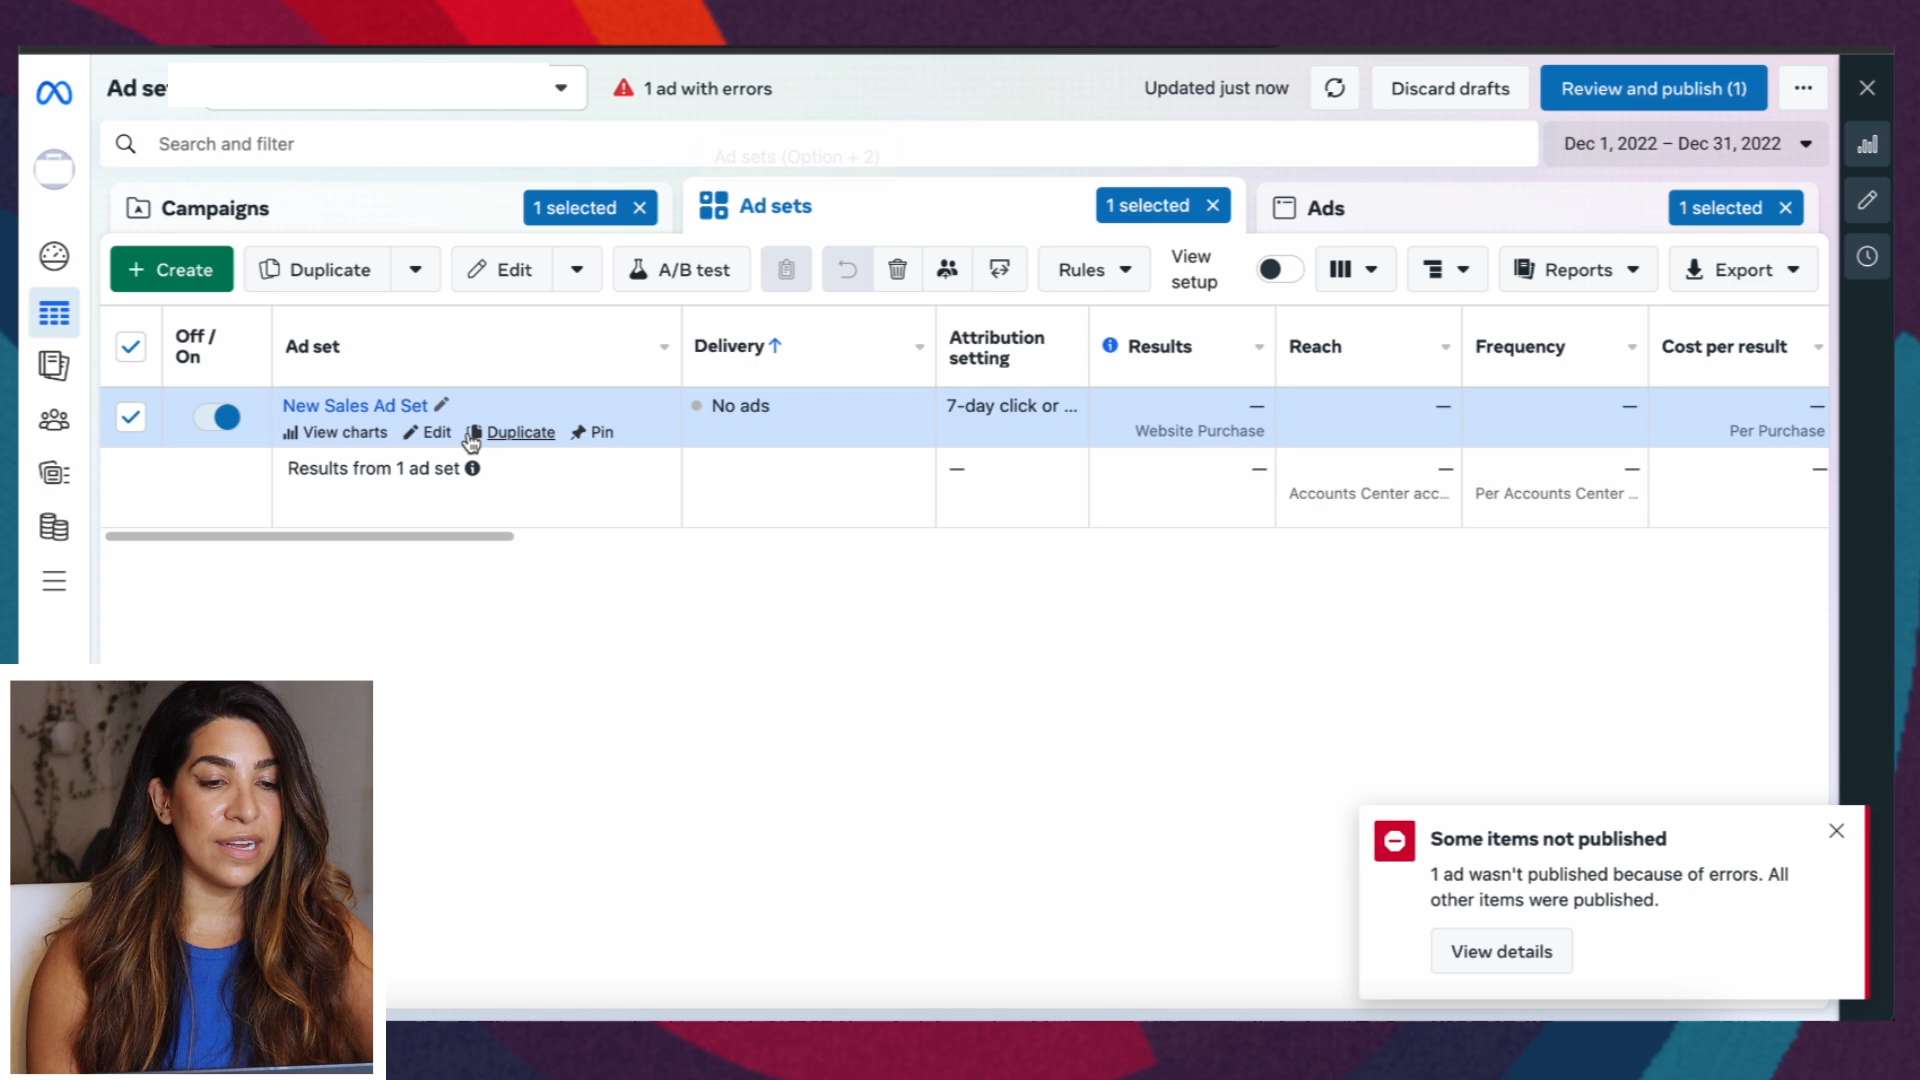 Ad se
1 ad with errors
Updated just now
Discard drafts
Review and publish (1)
Search and filter
Ad sets (Option + 2)
Dec 1, 2022 – Dec 31, 2022
Campaigns
1 selected
Ad sets
1 selected
Ads
1 selected
+ Create
Duplicate
Edit
A/B test
Rules
View
setup
Reports
Export
Off /
On
Ad set
Delivery
Attribution
setting
Results
Reach
Frequency
Cost per result
New Sales Ad Set
No ads
7-day click or ...
—
—
—
—
View charts
Edit
Duplicate
Pin
Website Purchase
Per Purchase
Results from 1 ad set
—
—
—
—
—
Accounts Center acc...
Per Accounts Center ...
Some items not published
1 ad wasn't published because of errors. All
other items were published.
View details